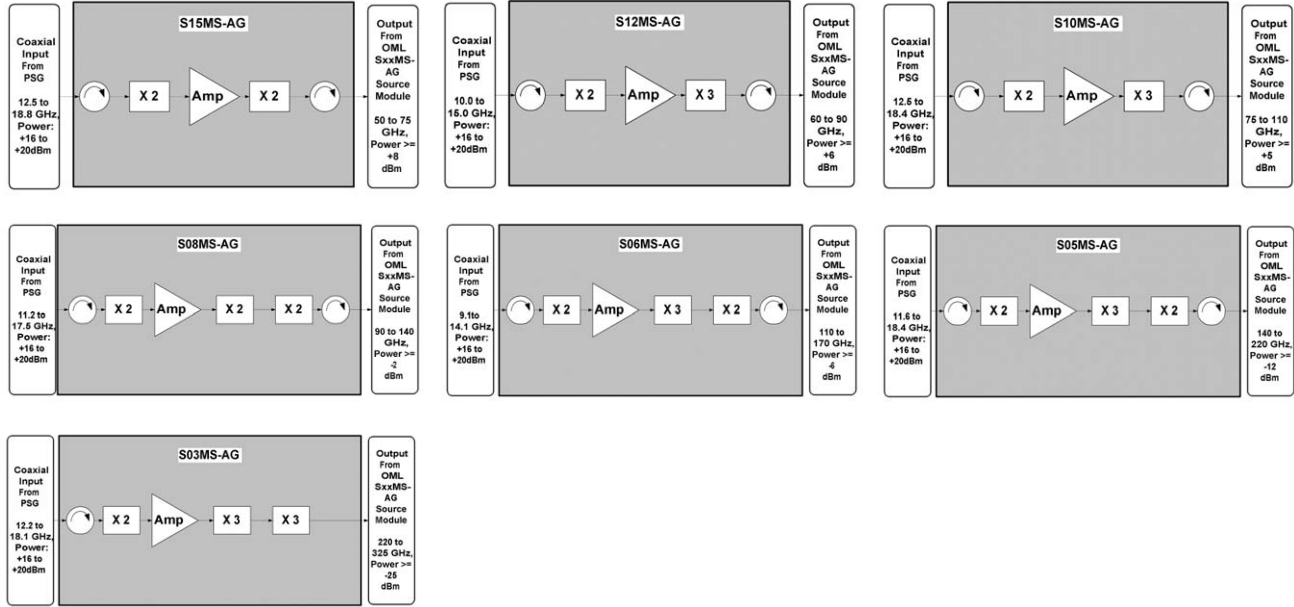 S15MS-AG
Coaxial
Input
From
PSG
12.5 to
18.8 GHz,
Power:
+16 to
+20dBm
X 2
Amp
X 2
Output
From
OML
SxxMS-
AG
Source
Module
50 to 75
GHz,
Power >=
+8
dBm
S12MS-AG
Coaxial
Input
From
PSG
10.0 to
15.0 GHz,
Power:
+16 to
+20dBm
X 2
Amp
X 3
Output
From
OML
SxxMS-
AG
Source
Module
60 to 90
GHz,
Power >=
+6
dBm
S10MS-AG
Coaxial
Input
From
PSG
12.5 to
18.4 GHz,
Power:
+16 to
+20dBm
X 2
Amp
X 3
Output
From
OML
SxxMS-
AG
Source
Module
75 to 110
GHz,
Power >=
+5
dBm
S08MS-AG
Coaxial
Input
From
PSG
11.2 to
17.5 GHz,
Power:
+16 to
+20dBm
X 2
Amp
X 2
X 2
Output
From
OML
SxxMS-
AG
Source
Module
90 to 140
GHz,
Power >=
-2
dBm
S06MS-AG
Coaxial
Input
From
PSG
9.1to
14.1 GHz,
Power:
+16 to
+20dBm
X 2
Amp
X 3
X 2
Output
From
OML
SxxMS-
AG
Source
Module
110 to
170 GHz,
Power >=
-6
dBm
S05MS-AG
Coaxial
Input
From
PSG
11.6 to
18.4 GHz,
Power:
+16 to
+20dBm
X 2
Amp
X 3
X 2
Output
From
OML
SxxMS-
AG
Source
Module
140 to
220 GHz,
Power >=
-12
dBm
S03MS-AG
Coaxial
Input
From
PSG
12.2 to
18.1 GHz,
Power:
+16 to
+20dBm
X 2
Amp
X 3
X 3
Output
From
OML
SxxMS-
AG
Source
Module
220 to
325 GHz,
Power >=
-25
dBm